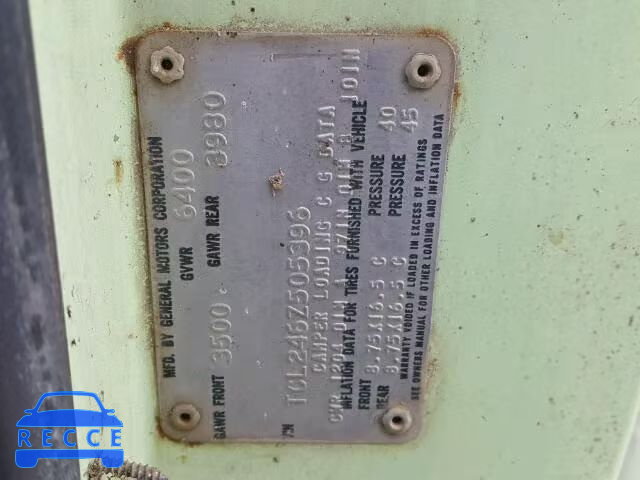 MFD. BY GENERAL MOTORS CORPORATION
GVWR 6400
GAWR FRONT 3500 GAWR REAR 3980
TCL246Z505396
CAMPER LOADING C G DATA
CWR 1204
INFLATION DATA FOR TIRES FURNISHED WITH VEHICLE
FRONT 8.75X16.5 C PRESSURE 40
REAR 8.75X16.5 C PRESSURE 45
WARRANTY VOIDED IF LOADED IN EXCESS OF RATINGS
SEE OWNERS MANUAL FOR OTHER LOADING AND INFLATION DATA
RECCE